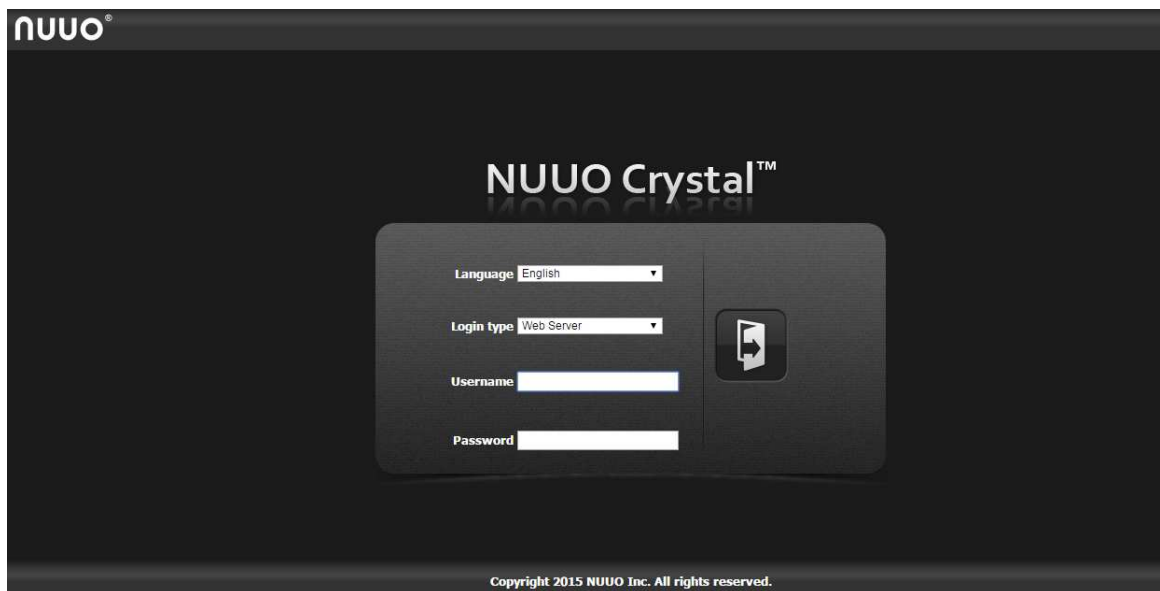 nuuo®
NUUO Crystal™
Language English
Login type Web Server
Username
Password
Copyright 2015 NUUO Inc. All rights reserved.